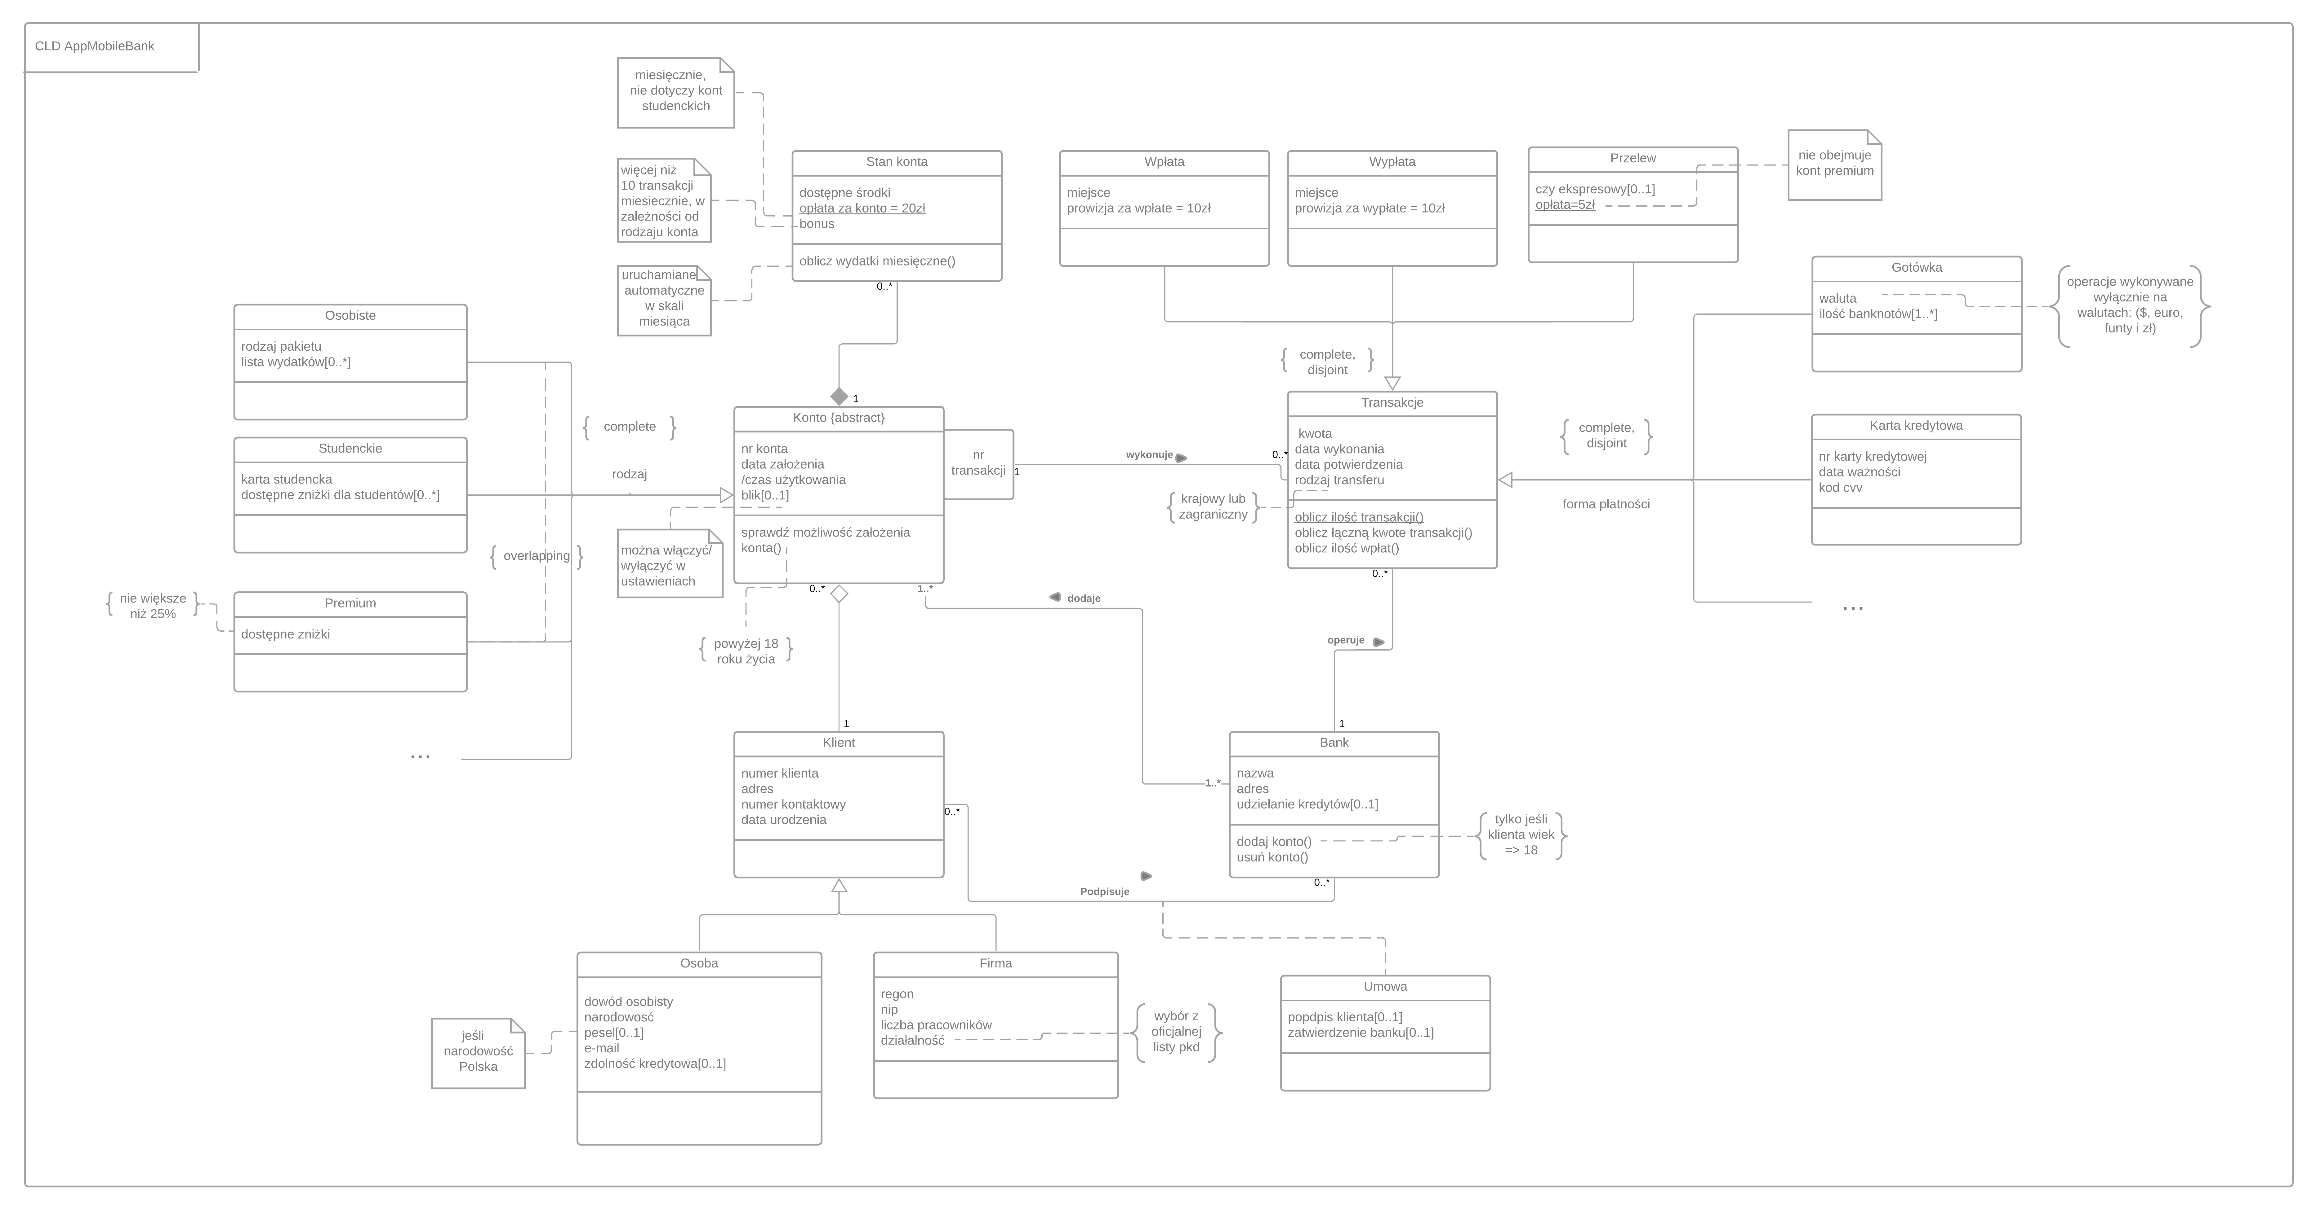 CLD AppMobileBank
miesięcznie,
nie dotyczy kont
studenckich
więcej niż
10 transakcji
miesiecznie, w
zależności od
rodzaju konta
uruchamiane
automatyczne
w skali
miesiąca
Stan konta
dostępne środki
opłata za konto = 20zł
bonus
oblicz wydatki miesięczne()
0..*
1
Wpłata
miejsce
prowizja za wpłate = 10zł
Wypłata
miejsce
prowizja za wypłate = 10zł
Przelew
czy ekspresowy[0..1]
opłata=5zł
nie obejmuje
kont premium
Gotówka
waluta
ilość banknotów[1..*]
operacje wykonywane
wyłącznie na
walutach: ($, euro,
funty i zł)
Osobiste
rodzaj pakietu
lista wydatków[0..*]
{ complete }
Studenckie
karta studencka
dostępne zniżki dla studentów[0..*]
rodzaj
{ overlapping }
nie większe
niż 25%
Premium
dostępne zniżki
...
Konto {abstract}
nr konta
data założenia
/czas użytkowania
blik[0..1]
sprawdź możliwość założenia
konta()
nr
transakcji
1
wykonuje
0..*
można włączyć/
wyłączyć w
ustawieniach
powyżej 18
roku życia
0..*
1..*
dodaje
complete,
disjoint
Transakcje
kwota
data wykonania
data potwierdzenia
rodzaj transferu
oblicz ilość transakcji()
oblicz łączną kwote transakcji()
oblicz ilość wpłat()
krajowy lub
zagraniczny
complete,
disjoint
forma płatności
Karta kredytowa
nr karty kredytowej
data ważności
kod cvv
...
0..*
operuje
1
1
Klient
numer klienta
adres
numer kontaktowy
data urodzenia
0..*
1..*
Bank
nazwa
adres
udzielanie kredytów[0..1]
dodaj konto()
usuń konto()
tylko jeśli
klienta wiek
=> 18
0..*
Podpisuje
Osoba
dowód osobisty
narodowosć
pesel[0..1]
e-mail
zdolność kredytowa[0..1]
jeśli
narodowość
Polska
Firma
regon
nip
liczba pracowników
działalność
wybór z
oficjalnej
listy pkd
Umowa
popdpis klienta[0..1]
zatwierdzenie banku[0..1]